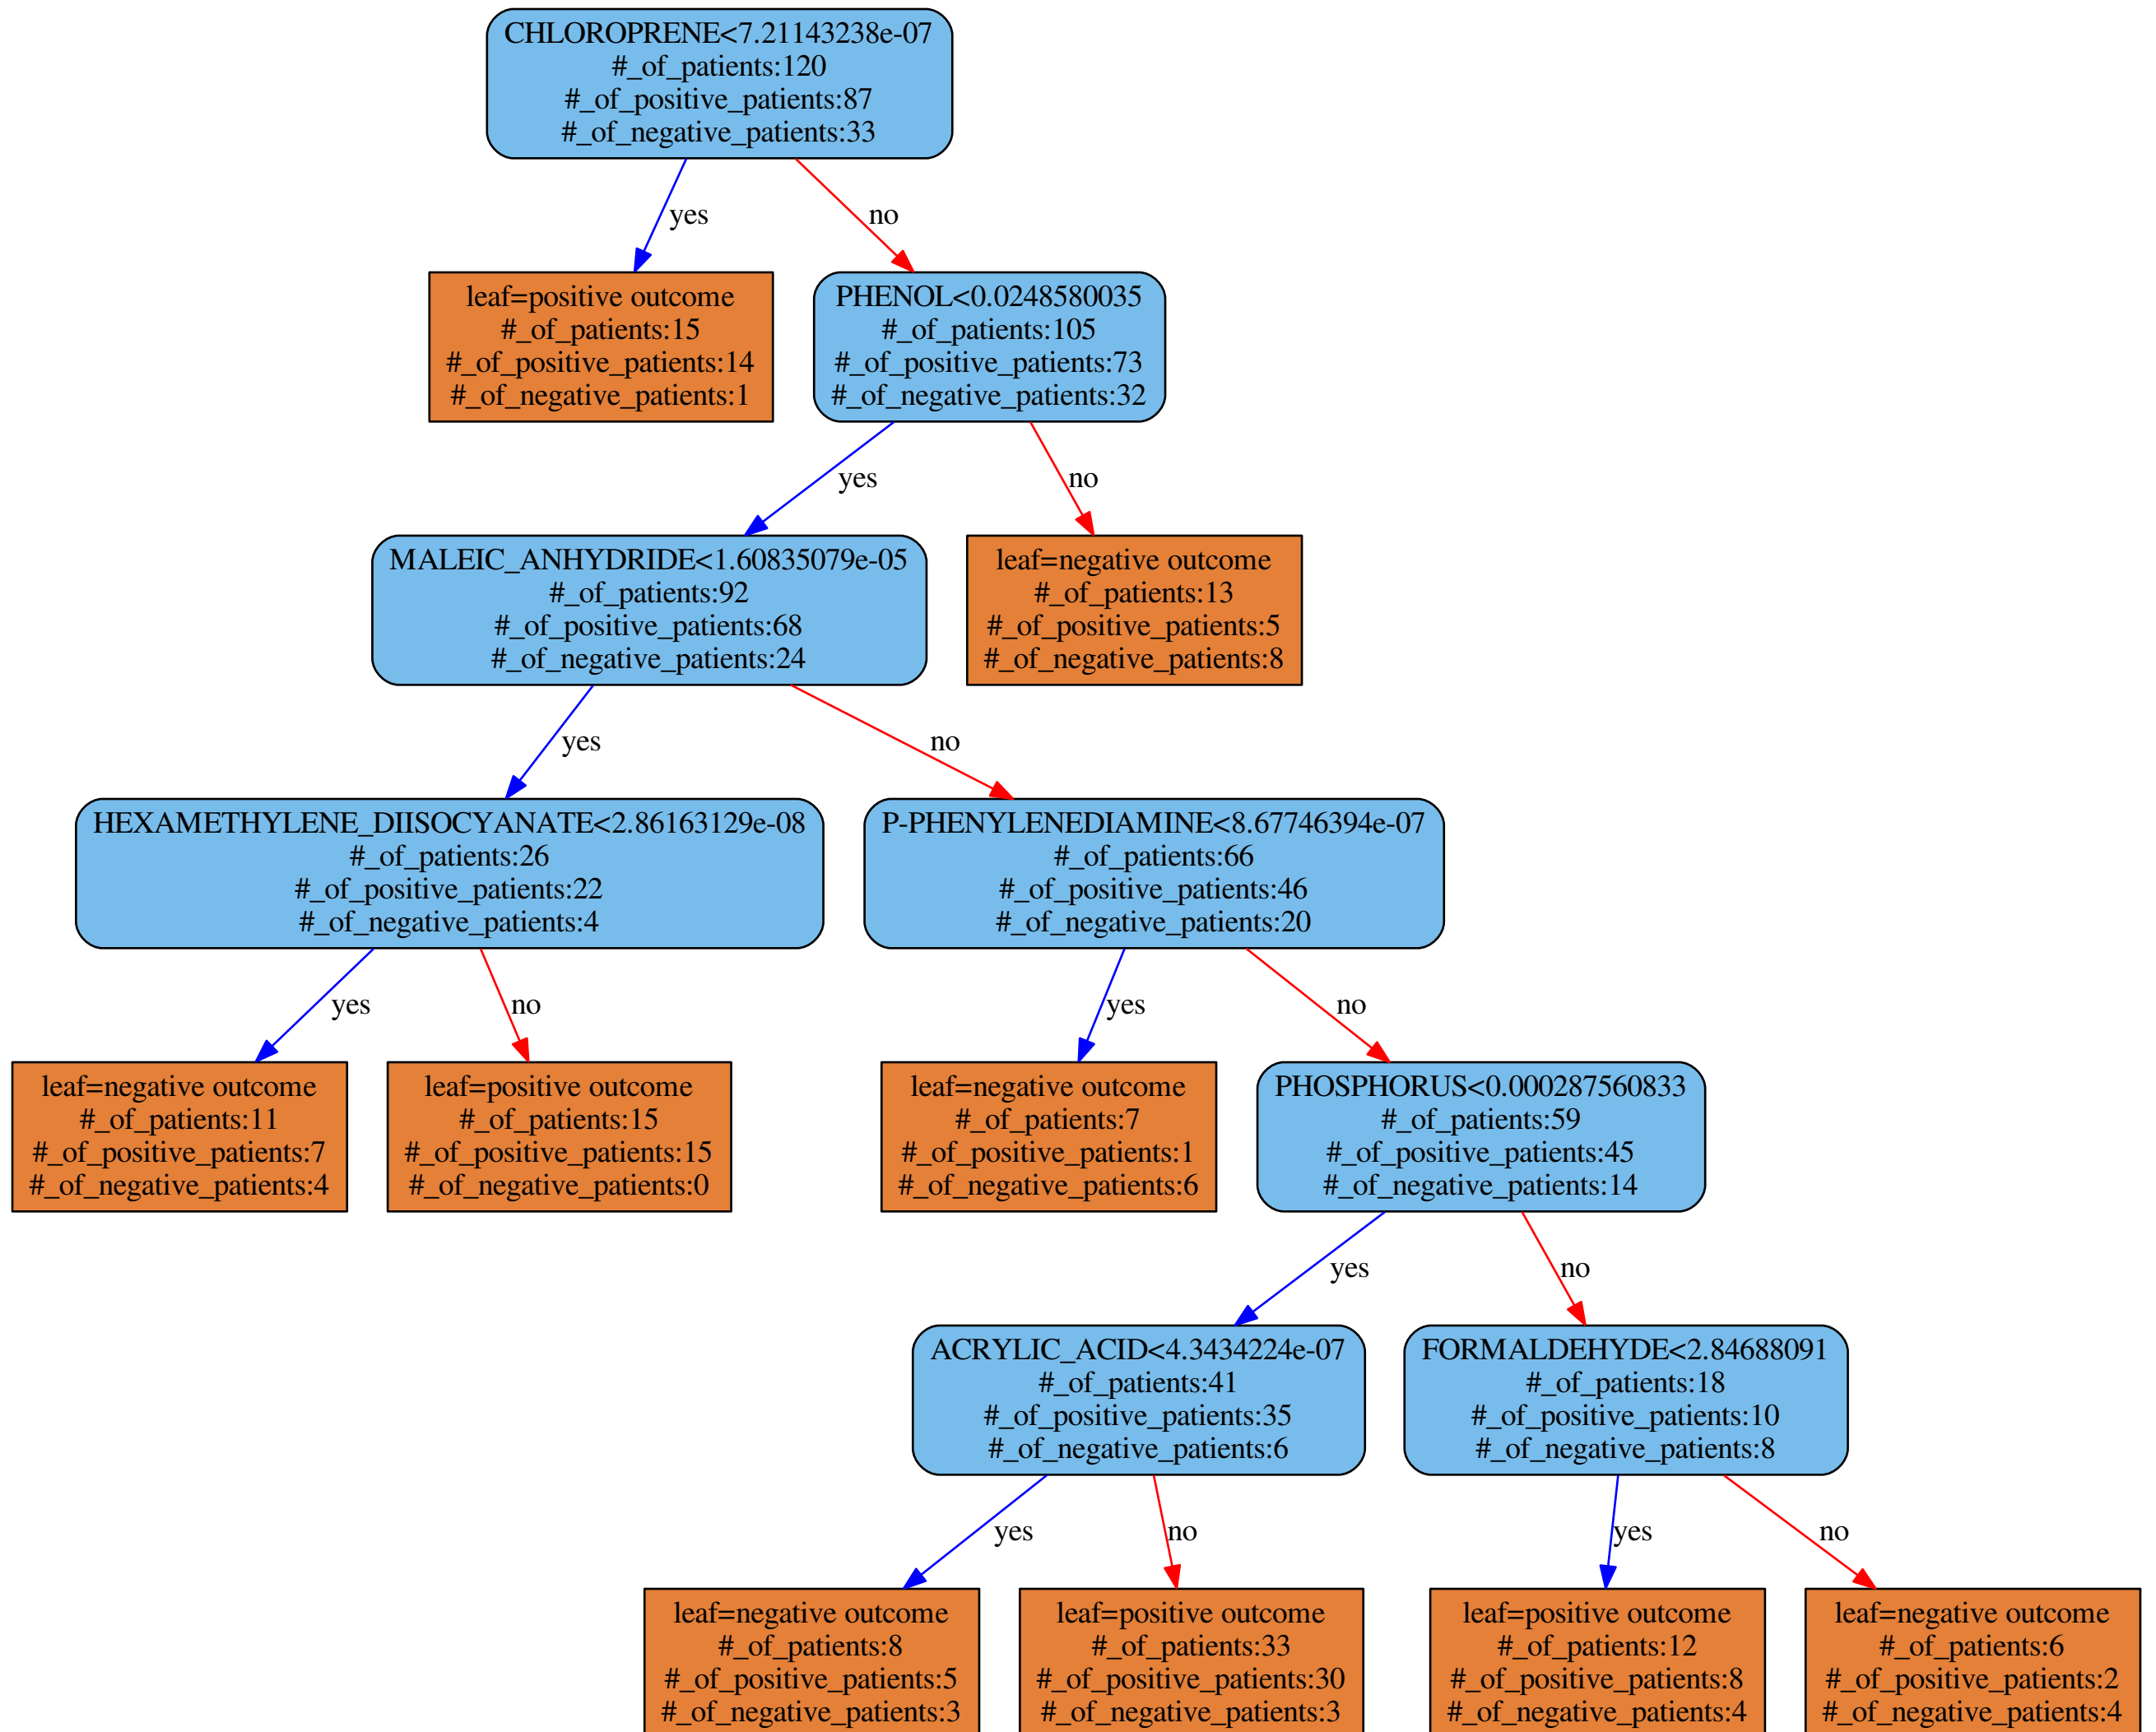 CHLOROPRENE<7.21143238e-07
#_of_patients:120
#_of_positive_patients:87
#_of_negative_patients:33
yes
no
leaf=positive outcome
#_of_patients:15
#_of_positive_patients:14
#_of_negative_patients:1
PHENOL<0.0248580035
#_of_patients:105
#_of_positive_patients:73
#_of_negative_patients:32
yes
no
MALEIC_ANHYDRIDE<1.60835079e-05
#_of_patients:92
#_of_positive_patients:68
#_of_negative_patients:24
leaf=negative outcome
#_of_patients:13
#_of_positive_patients:5
#_of_negative_patients:8
yes
no
HEXAMETHYLENE_DIISOCYANATE<2.86163129e-08
#_of_patients:26
#_of_positive_patients:22
#_of_negative_patients:4
P-PHENYLENEDIAMINE<8.67746394e-07
#_of_patients:66
#_of_positive_patients:46
#_of_negative_patients:20
yes
no
yes
no
leaf=negative outcome
#_of_patients:11
#_of_positive_patients:7
#_of_negative_patients:4
leaf=positive outcome
#_of_patients:15
#_of_positive_patients:15
#_of_negative_patients:0
leaf=negative outcome
#_of_patients:7
#_of_positive_patients:1
#_of_negative_patients:6
PHOSPHORUS<0.000287560833
#_of_patients:59
#_of_positive_patients:45
#_of_negative_patients:14
yes
no
ACRYLIC_ACID<4.3434224e-07
#_of_patients:41
#_of_positive_patients:35
#_of_negative_patients:6
FORMALDEHYDE<2.84688091
#_of_patients:18
#_of_positive_patients:10
#_of_negative_patients:8
yes
no
yes
no
leaf=negative outcome
#_of_patients:8
#_of_positive_patients:5
#_of_negative_patients:3
leaf=positive outcome
#_of_patients:33
#_of_positive_patients:30
#_of_negative_patients:3
leaf=positive outcome
#_of_patients:12
#_of_positive_patients:8
#_of_negative_patients:4
leaf=negative outcome
#_of_patients:6
#_of_positive_patients:2
#_of_negative_patients:4